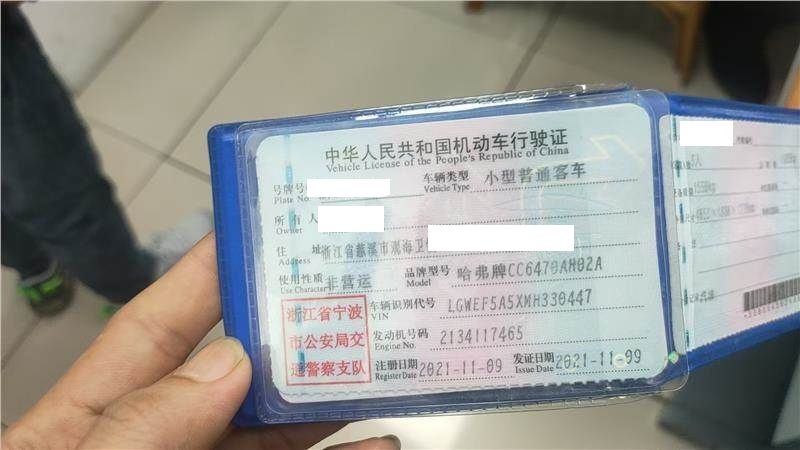 中华人民共和国机动车行驶证
Vehicle License of the People's Republic of China
号牌号
Plate No.
车辆类型 小型普通客车
Vehicle Type
所有人
Owner
住址 浙江省慈溪市观海卫
Address
使用性质 非营运
Use Character
品牌型号 哈弗牌CC6470AH02A
Model
车辆识别代号 LGWEF5A5XMH330447
VIN
发动机号码 2134117465
Engine No.
注册日期 2021-11-09
Register Date
发证日期 2021-11-09
Issue Date
浙江省宁波
市公安局交
通警察支队